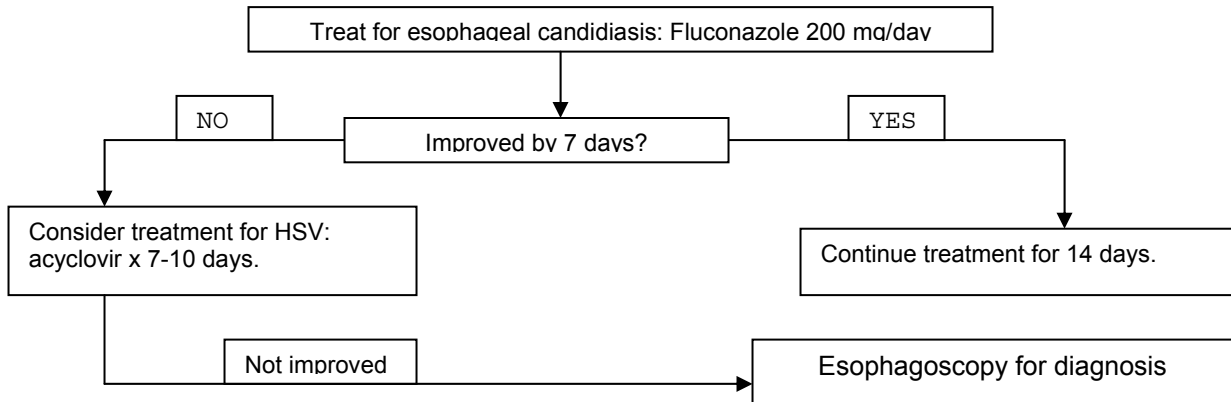 Treat for esophageal candidiasis: Fluconazole 200 mg/day
NO
YES
Improved by 7 days?
Consider treatment for HSV:
acyclovir x 7-10 days.
Continue treatment for 14 days.
Not improved
Esophagoscopy for diagnosis